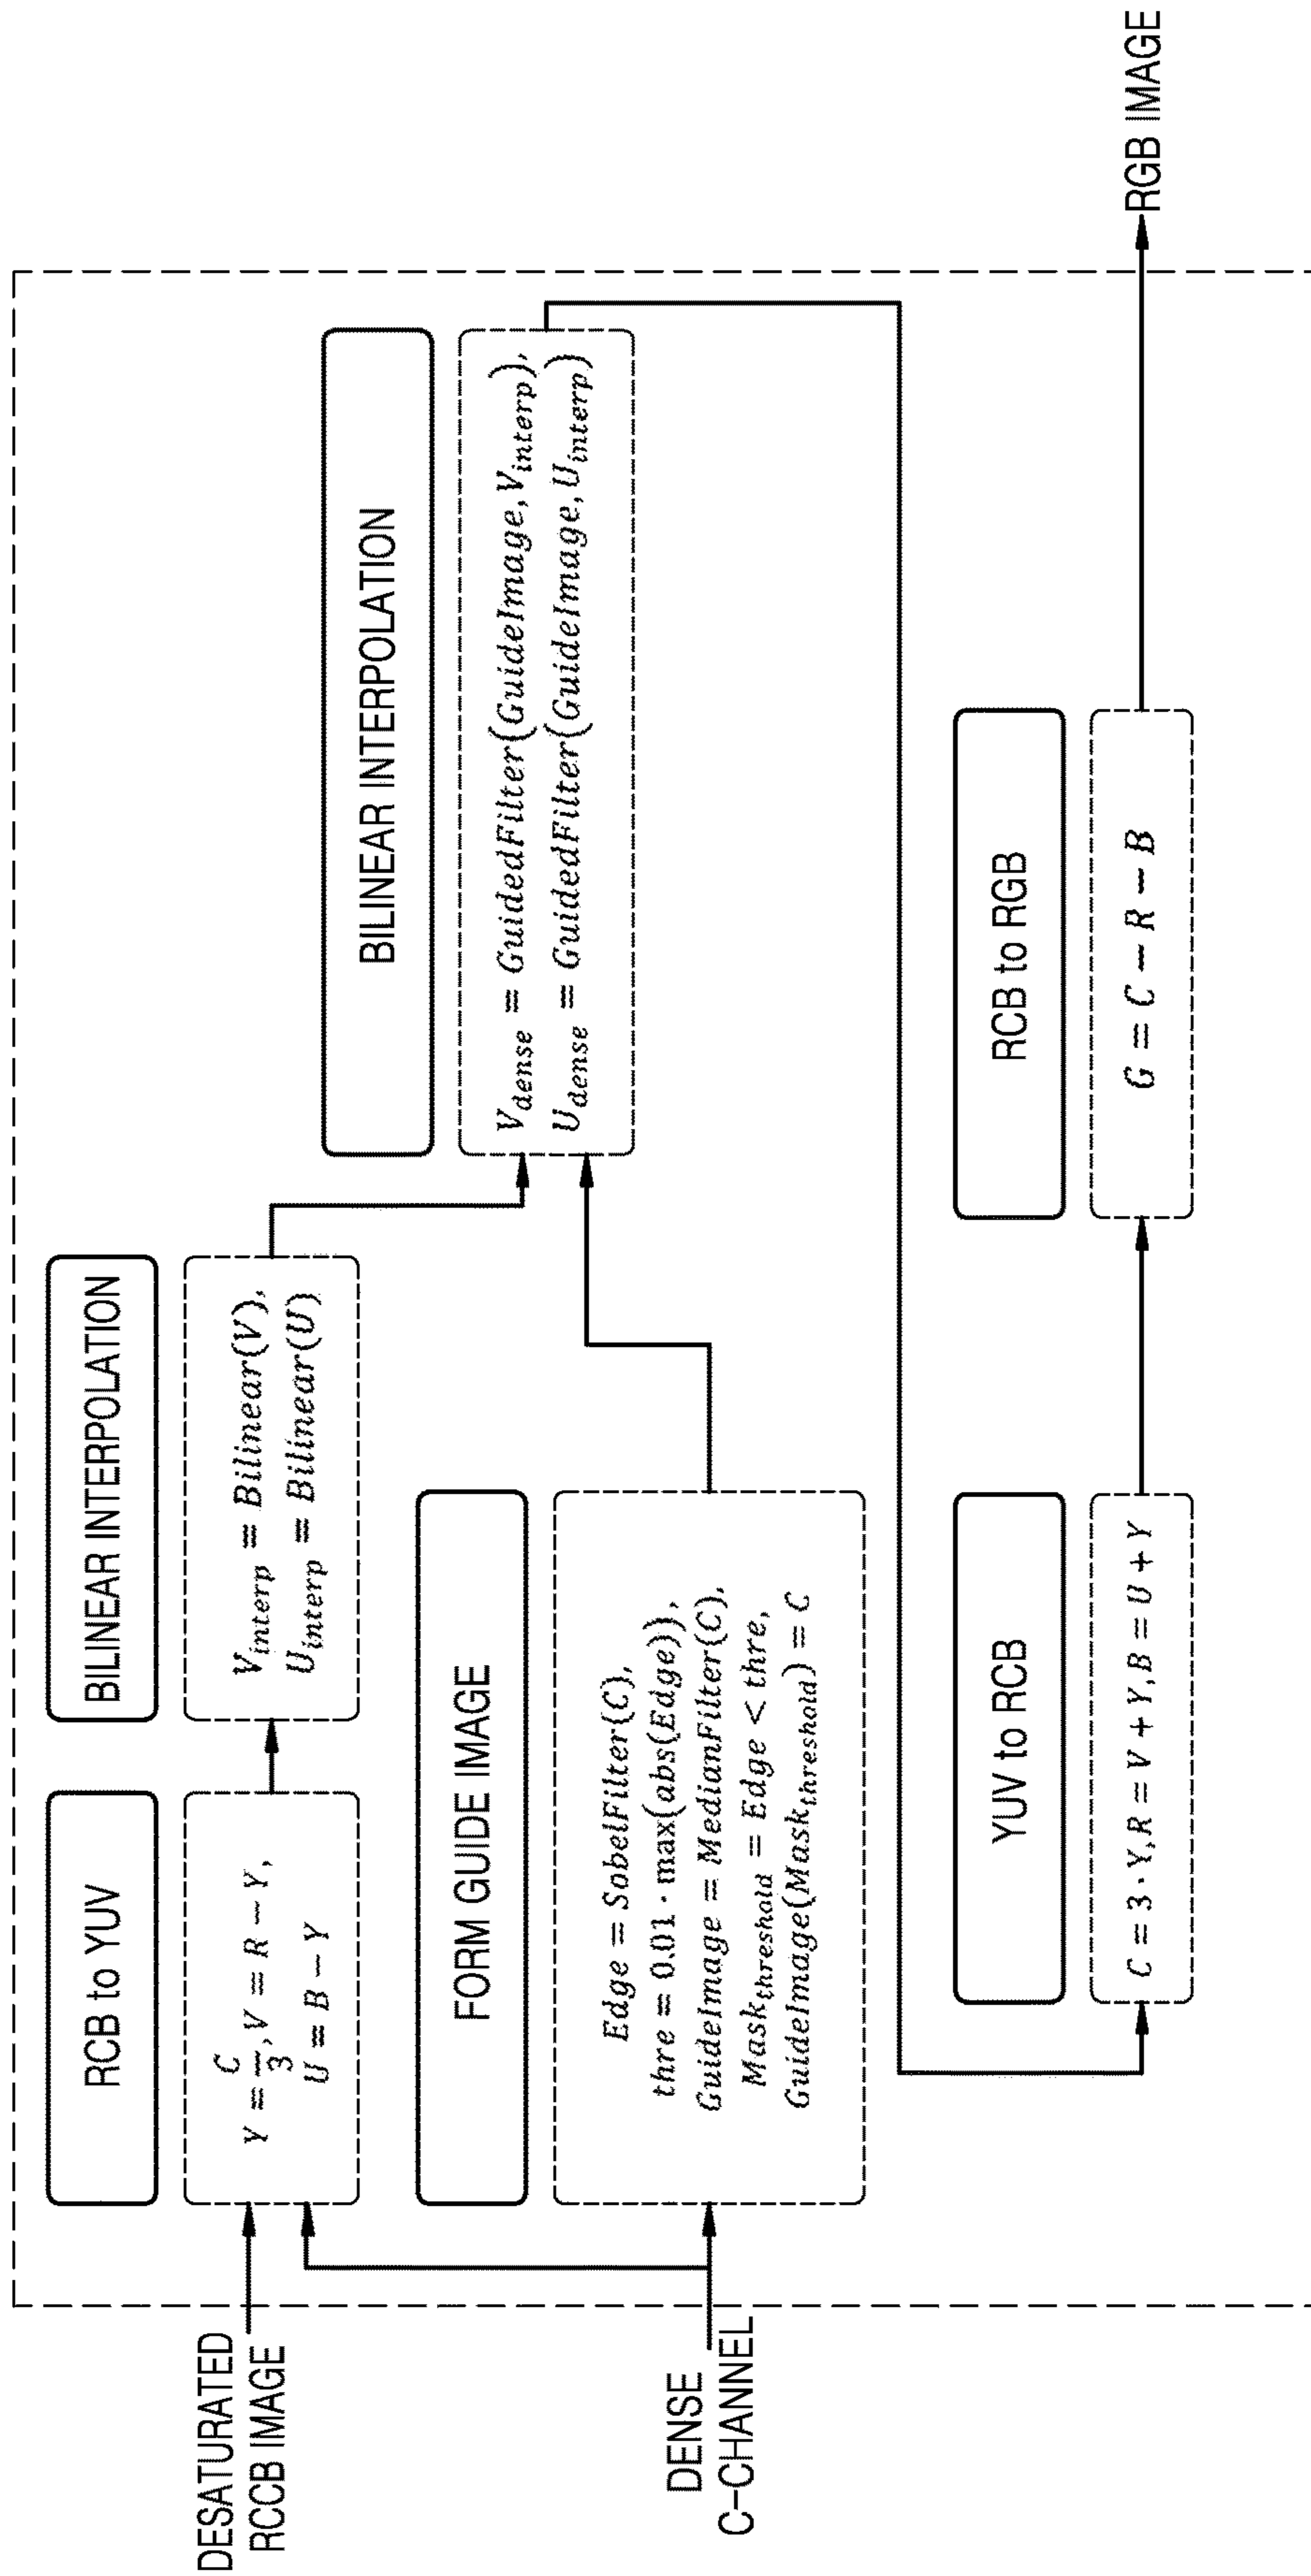 DESATURATED
RCCB IMAGE
DENSE
C-CHANNEL
RCB to YUV
Y = C/3, V = R − Y,
U = B − Y
BILINEAR INTERPOLATION
V_interp = Bilinear(V),
U_interp = Bilinear(U)
FORM GUIDE IMAGE
Edge = SobelFilter(C),
thre = 0.01 · max(abs(Edge)),
GuideImage = MedianFilter(C),
Mask_threshold = Edge < thre,
GuideImage(Mask_threshold) = C
BILINEAR INTERPOLATION
V_dense = GuidedFilter(GuideImage, V_interp),
U_dense = GuidedFilter(GuideImage, U_interp)
YUV to RCB
C = 3 · Y, R = V + Y, B = U + Y
RCB to RGB
G = C − R − B
RGB IMAGE